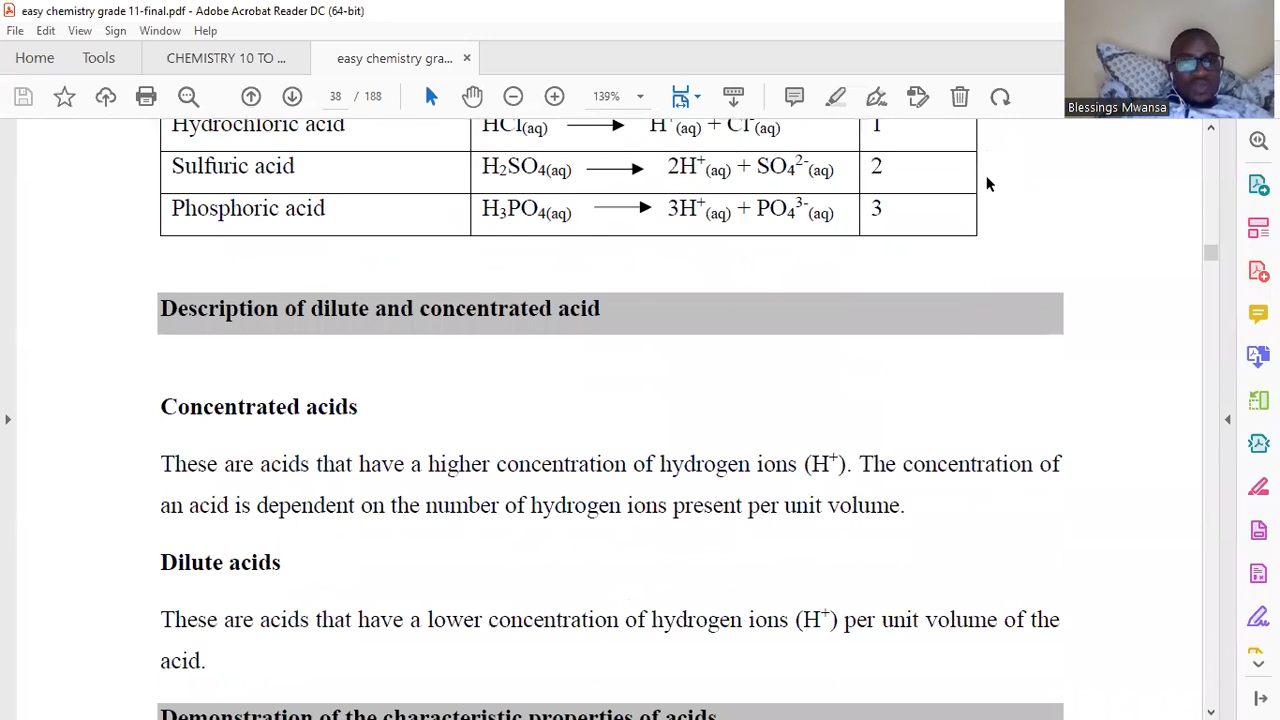 easy chemistry grade 11-final.pdf - Adobe Acrobat Reader DC (64-bit)
File Edit View Sign Window Help
Home Tools CHEMISTRY 10 TO ... easy chemistry gra... ×
38 / 188 139%
Blessings Mwansa
Hydrochloric acid HCl(aq) ⟶ H⁺(aq) + Cl⁻(aq) 1
Sulfuric acid H₂SO₄(aq) ⟶ 2H⁺(aq) + SO₄²⁻(aq) 2
Phosphoric acid H₃PO₄(aq) ⟶ 3H⁺(aq) + PO₄³⁻(aq) 3
Description of dilute and concentrated acid
Concentrated acids
These are acids that have a higher concentration of hydrogen ions (H⁺). The concentration of
an acid is dependent on the number of hydrogen ions present per unit volume.
Dilute acids
These are acids that have a lower concentration of hydrogen ions (H⁺) per unit volume of the
acid.
Demonstration of the characteristic properties of acids